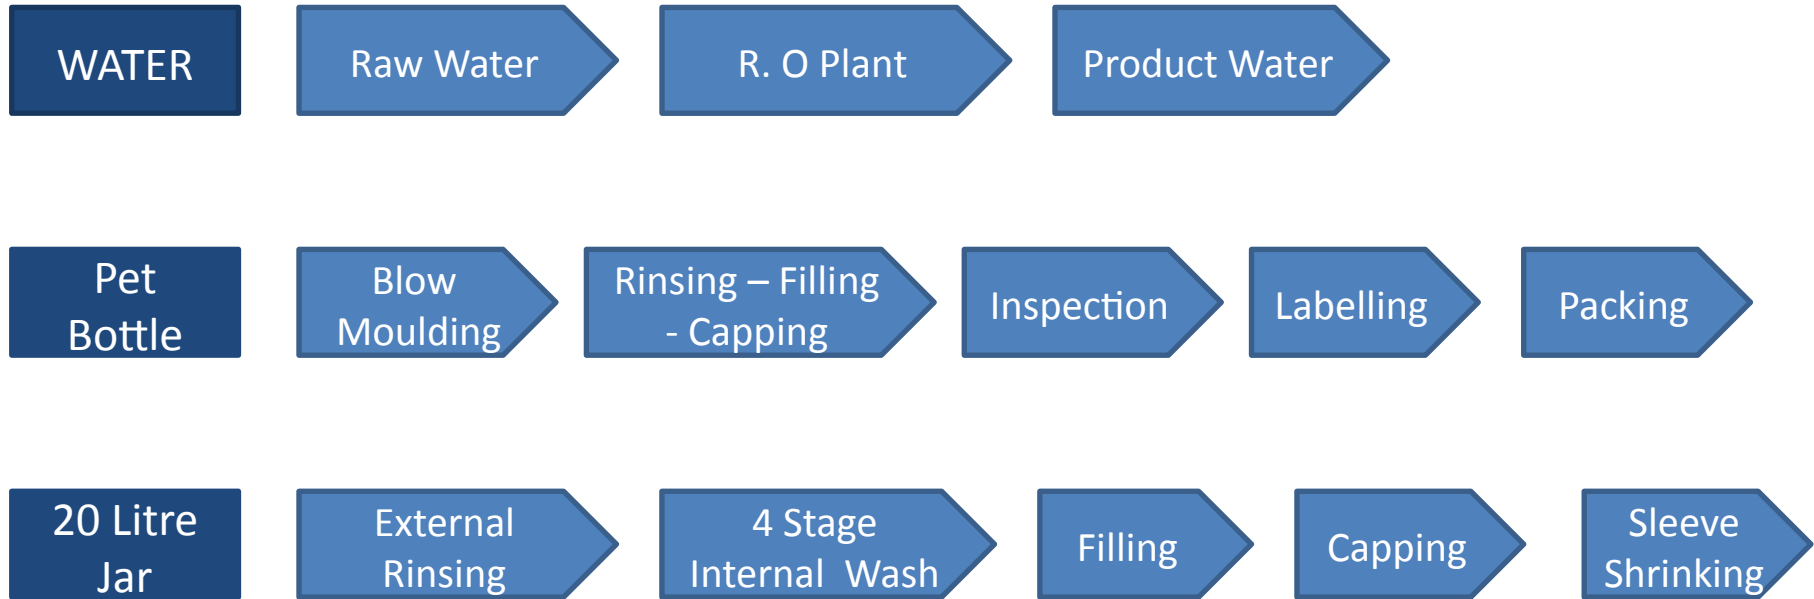 WATER
Raw Water
R. O Plant
Product Water
Pet
Bottle
Blow
Moulding
Rinsing – Filling
- Capping
Inspection
Labelling
Packing
20 Litre
Jar
External
Rinsing
4 Stage
Internal  Wash
Filling
Capping
Sleeve
Shrinking